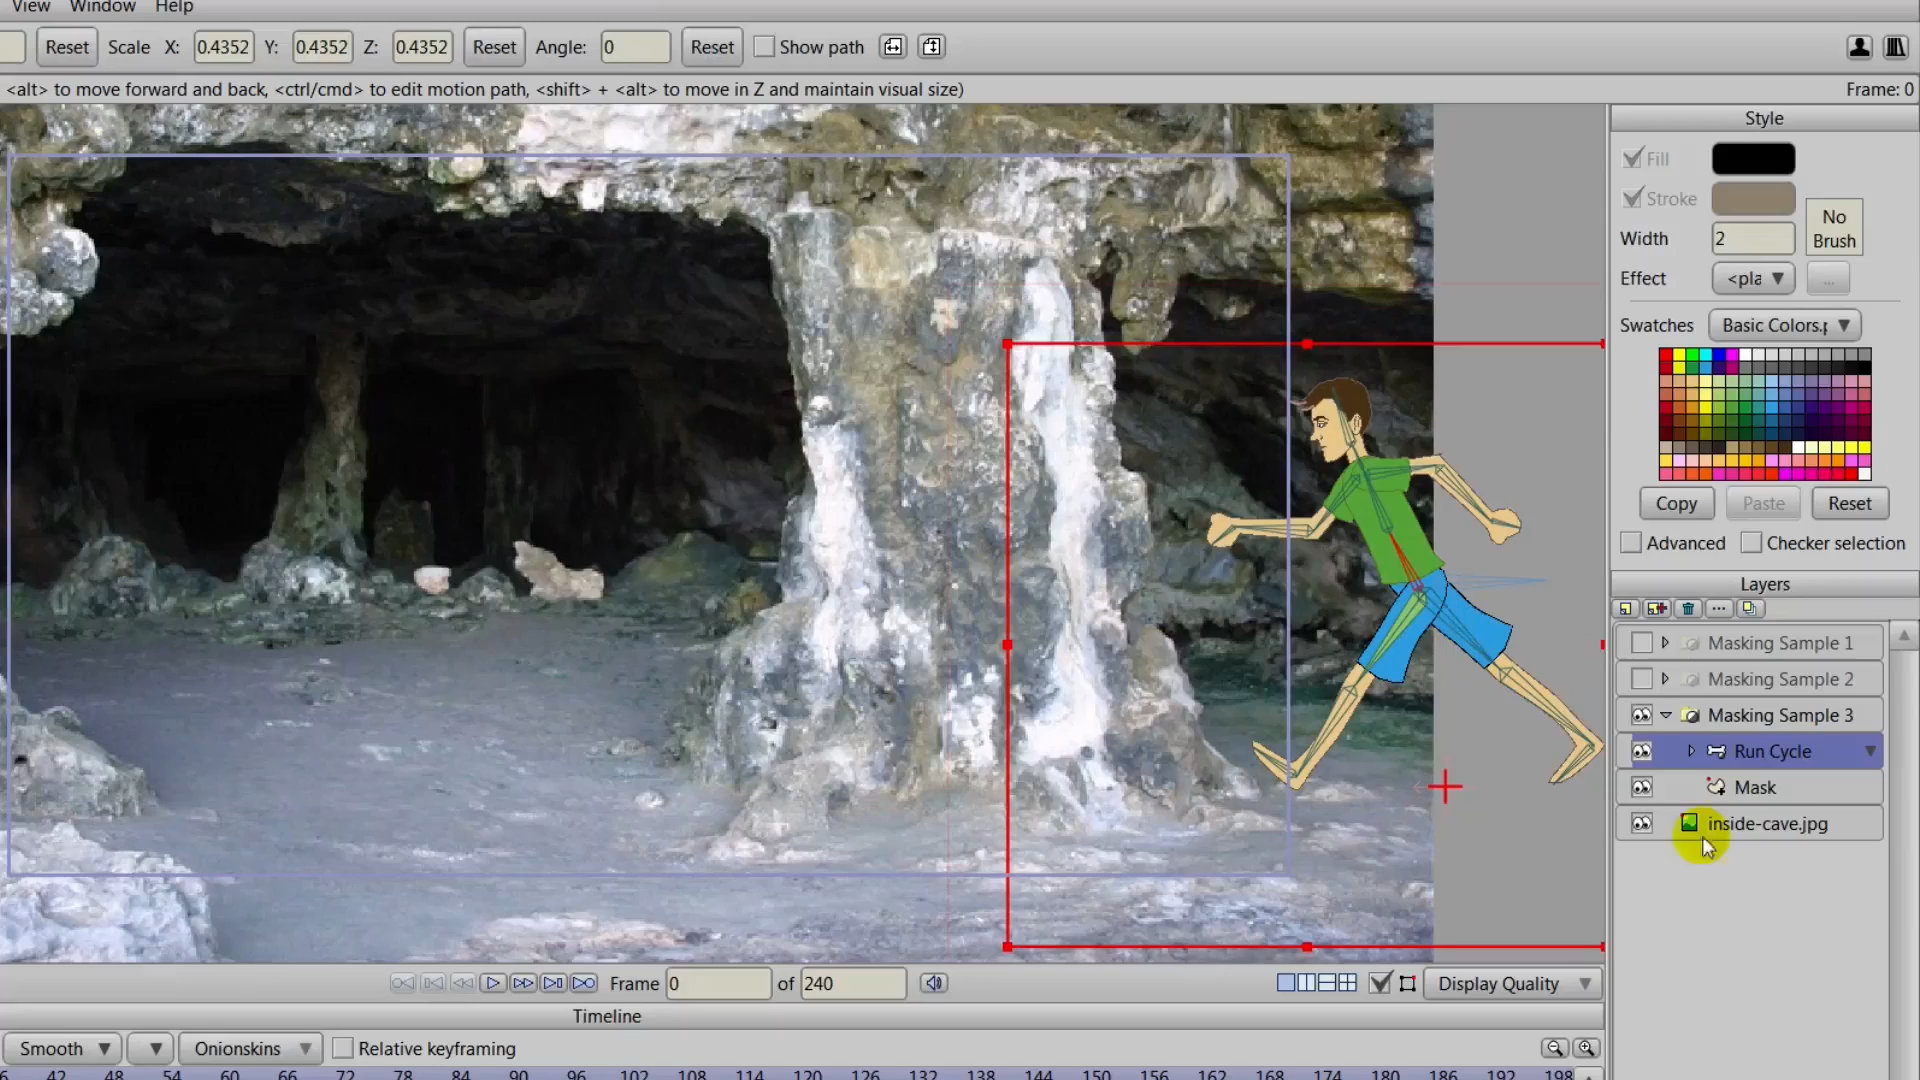 View Window Help
Reset Scale X: 0.4352 Y: 0.4352 Z: 0.4352 Reset Angle: 0 Reset Show path
<alt> to move forward and back, <ctrl/cmd> to edit motion path, <shift> + <alt> to move in Z and maintain visual size) Frame: 0
Style
Fill
Stroke
No
Brush
Width 2
Effect <pla ...
Swatches Basic Colors.p
Copy Paste Reset
Advanced Checker selection
Layers
Masking Sample 1
Masking Sample 2
Masking Sample 3
Run Cycle
Mask
inside-cave.jpg
Frame 0 of 240 Display Quality
Timeline
Smooth Onionskins Relative keyframing
42 48 54 60 66 72 78 84 90 96 102 108 114 120 126 132 138 144 150 156 162 168 174 180 186 192 198